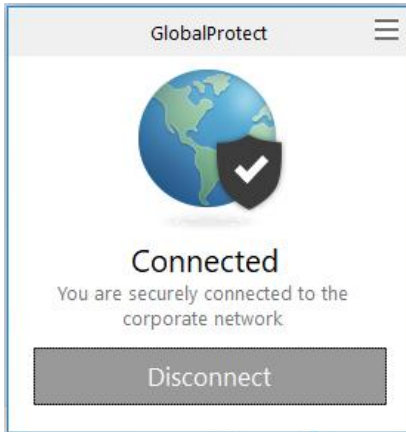 GlobalProtect
Connected
You are securely connected to the
corporate network
Disconnect